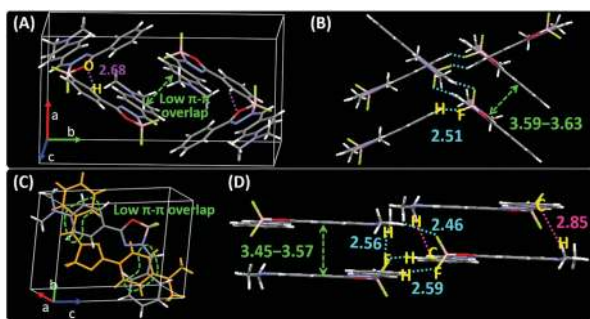 (A)
O
H
2.68
Low π-π
overlap
a
b
c
(B)
H
F
2.51
3.59–3.63
(C)
Low π-π overlap
b
a
c
(D)
3.45–3.57
H
H
2.46
C
2.85
2.56
C
H
F
H
H
F
2.59